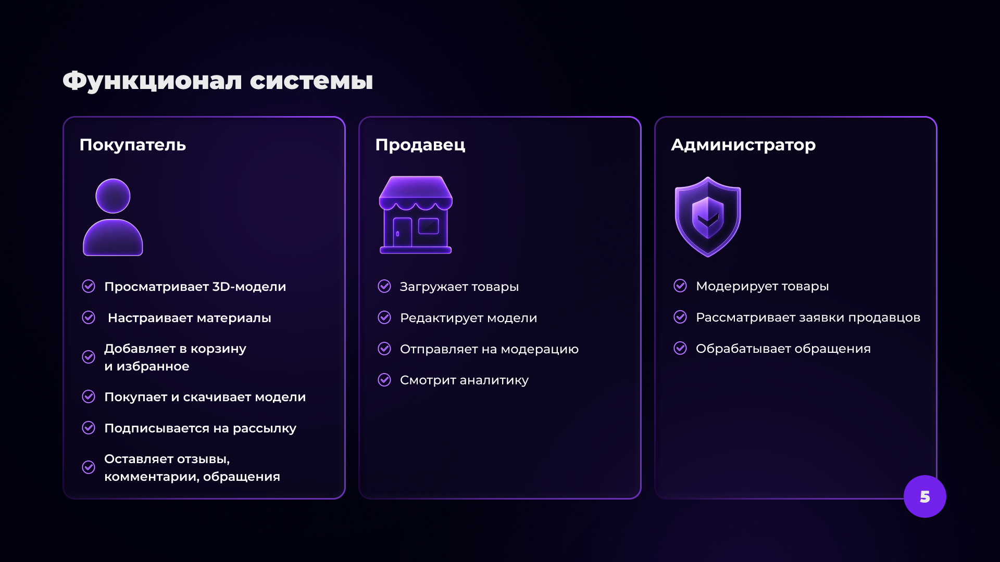 Функционал системы
Покупатель
Просматривает 3D-модели
Настраивает материалы
Добавляет в корзину
и избранное
Покупает и скачивает модели
Подписывается на рассылку
Оставляет отзывы,
комментарии, обращения
Продавец
Загружает товары
Редактирует модели
Отправляет на модерацию
Смотрит аналитику
Администратор
Модерирует товары
Рассматривает заявки продавцов
Обрабатывает обращения
5